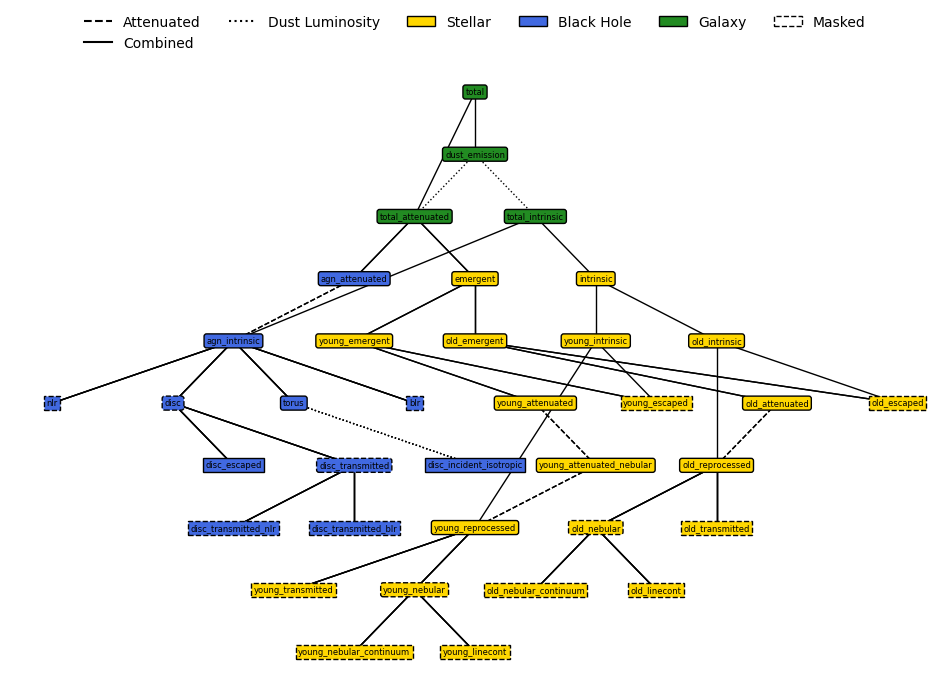 Attenuated Dust Luminosity Stellar Black Hole Galaxy Masked
Combined
total
dust_emission
total_attenuated total_intrinsic
agn_attenuated emergent intrinsic
agn_intrinsic young_emergent old_emergent young_intrinsic old_intrinsic
nlr disc torus blr young_attenuated young_escaped old_attenuated old_escaped
disc_escaped disc_transmitted disc_incident_isotropic young_attenuated_nebular old_reprocessed
disc_transmitted_nlr disc_transmitted_blr young_reprocessed old_nebular old_transmitted
young_transmitted young_nebular old_nebular_continuum old_linecont
young_nebular_continuum young_linecont